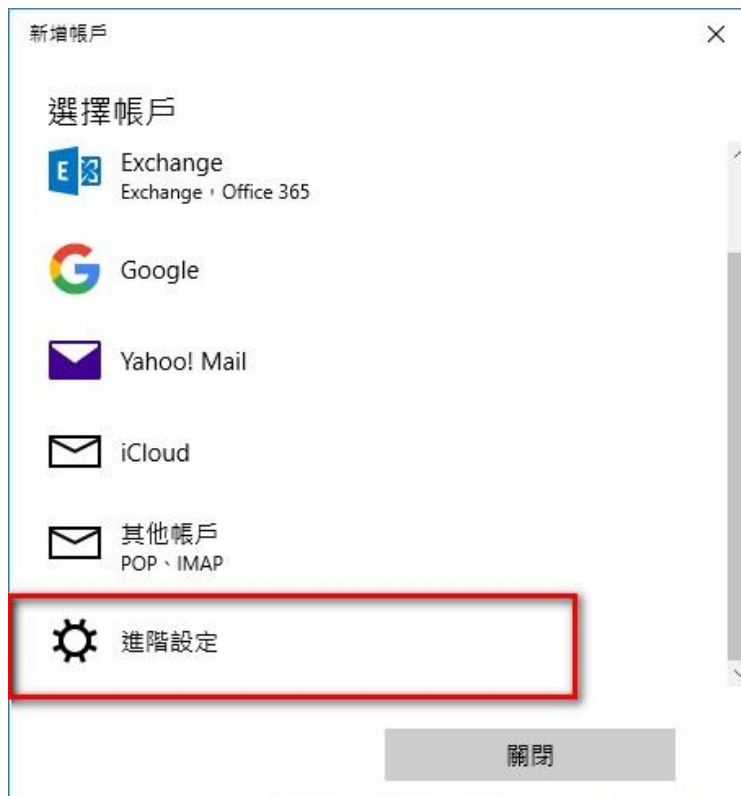 新增帳戶
選擇帳戶
Exchange
Exchange，Office 365
Google
Yahoo! Mail
iCloud
其他帳戶
POP、IMAP
進階設定
關閉